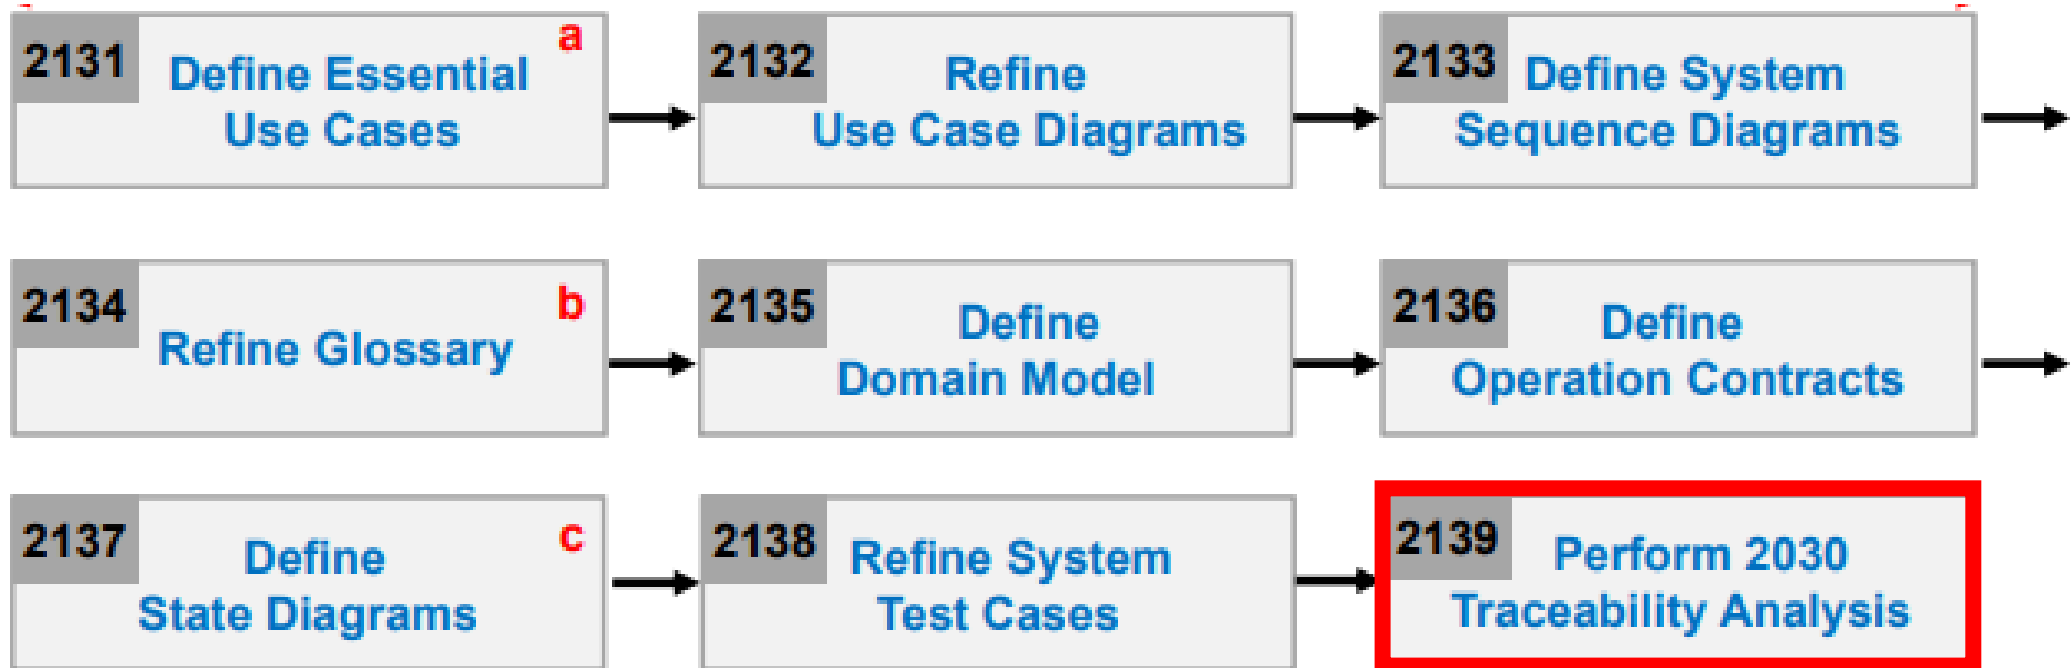 2131 Define Essential a
Use Cases
2132 Refine
Use Case Diagrams
2133 Define System
Sequence Diagrams
2134 Refine Glossary b
2135 Define
Domain Model
2136 Define
Operation Contracts
2137 Define c
State Diagrams
2138 Refine System
Test Cases
2139 Perform 2030
Traceability Analysis